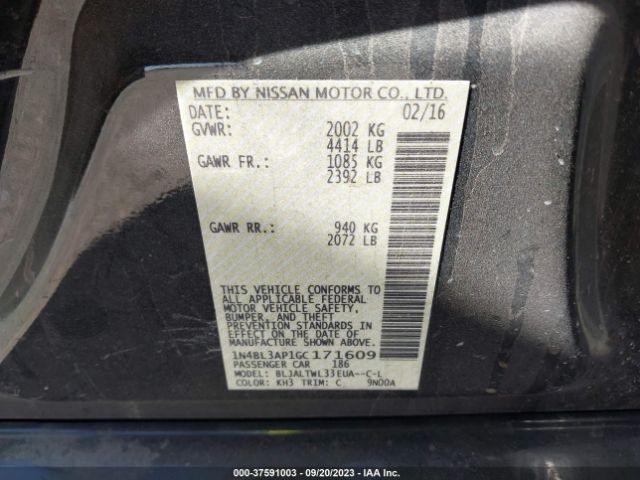 MFD BY NISSAN MOTOR CO., LTD.
DATE: 02/16
GVWR: 2002 KG
4414 LB
GAWR FR.: 1085 KG
2392 LB
GAWR RR.: 940 KG
2072 LB
THIS VEHICLE CONFORMS TO
ALL APPLICABLE FEDERAL
MOTOR VEHICLE SAFETY,
BUMPER, AND THEFT
PREVENTION STANDARDS IN
EFFECT ON THE DATE OF
MANUFACTURE SHOWN ABOVE.
1N4BL3AP1GC171609
PASSENGER CAR 186
MODEL: BLJALTWL33EUA--C-L
COLOR: KH3 TRIM: C 9N00A
000-37591003 — 09/20/2023 — IAA Inc.